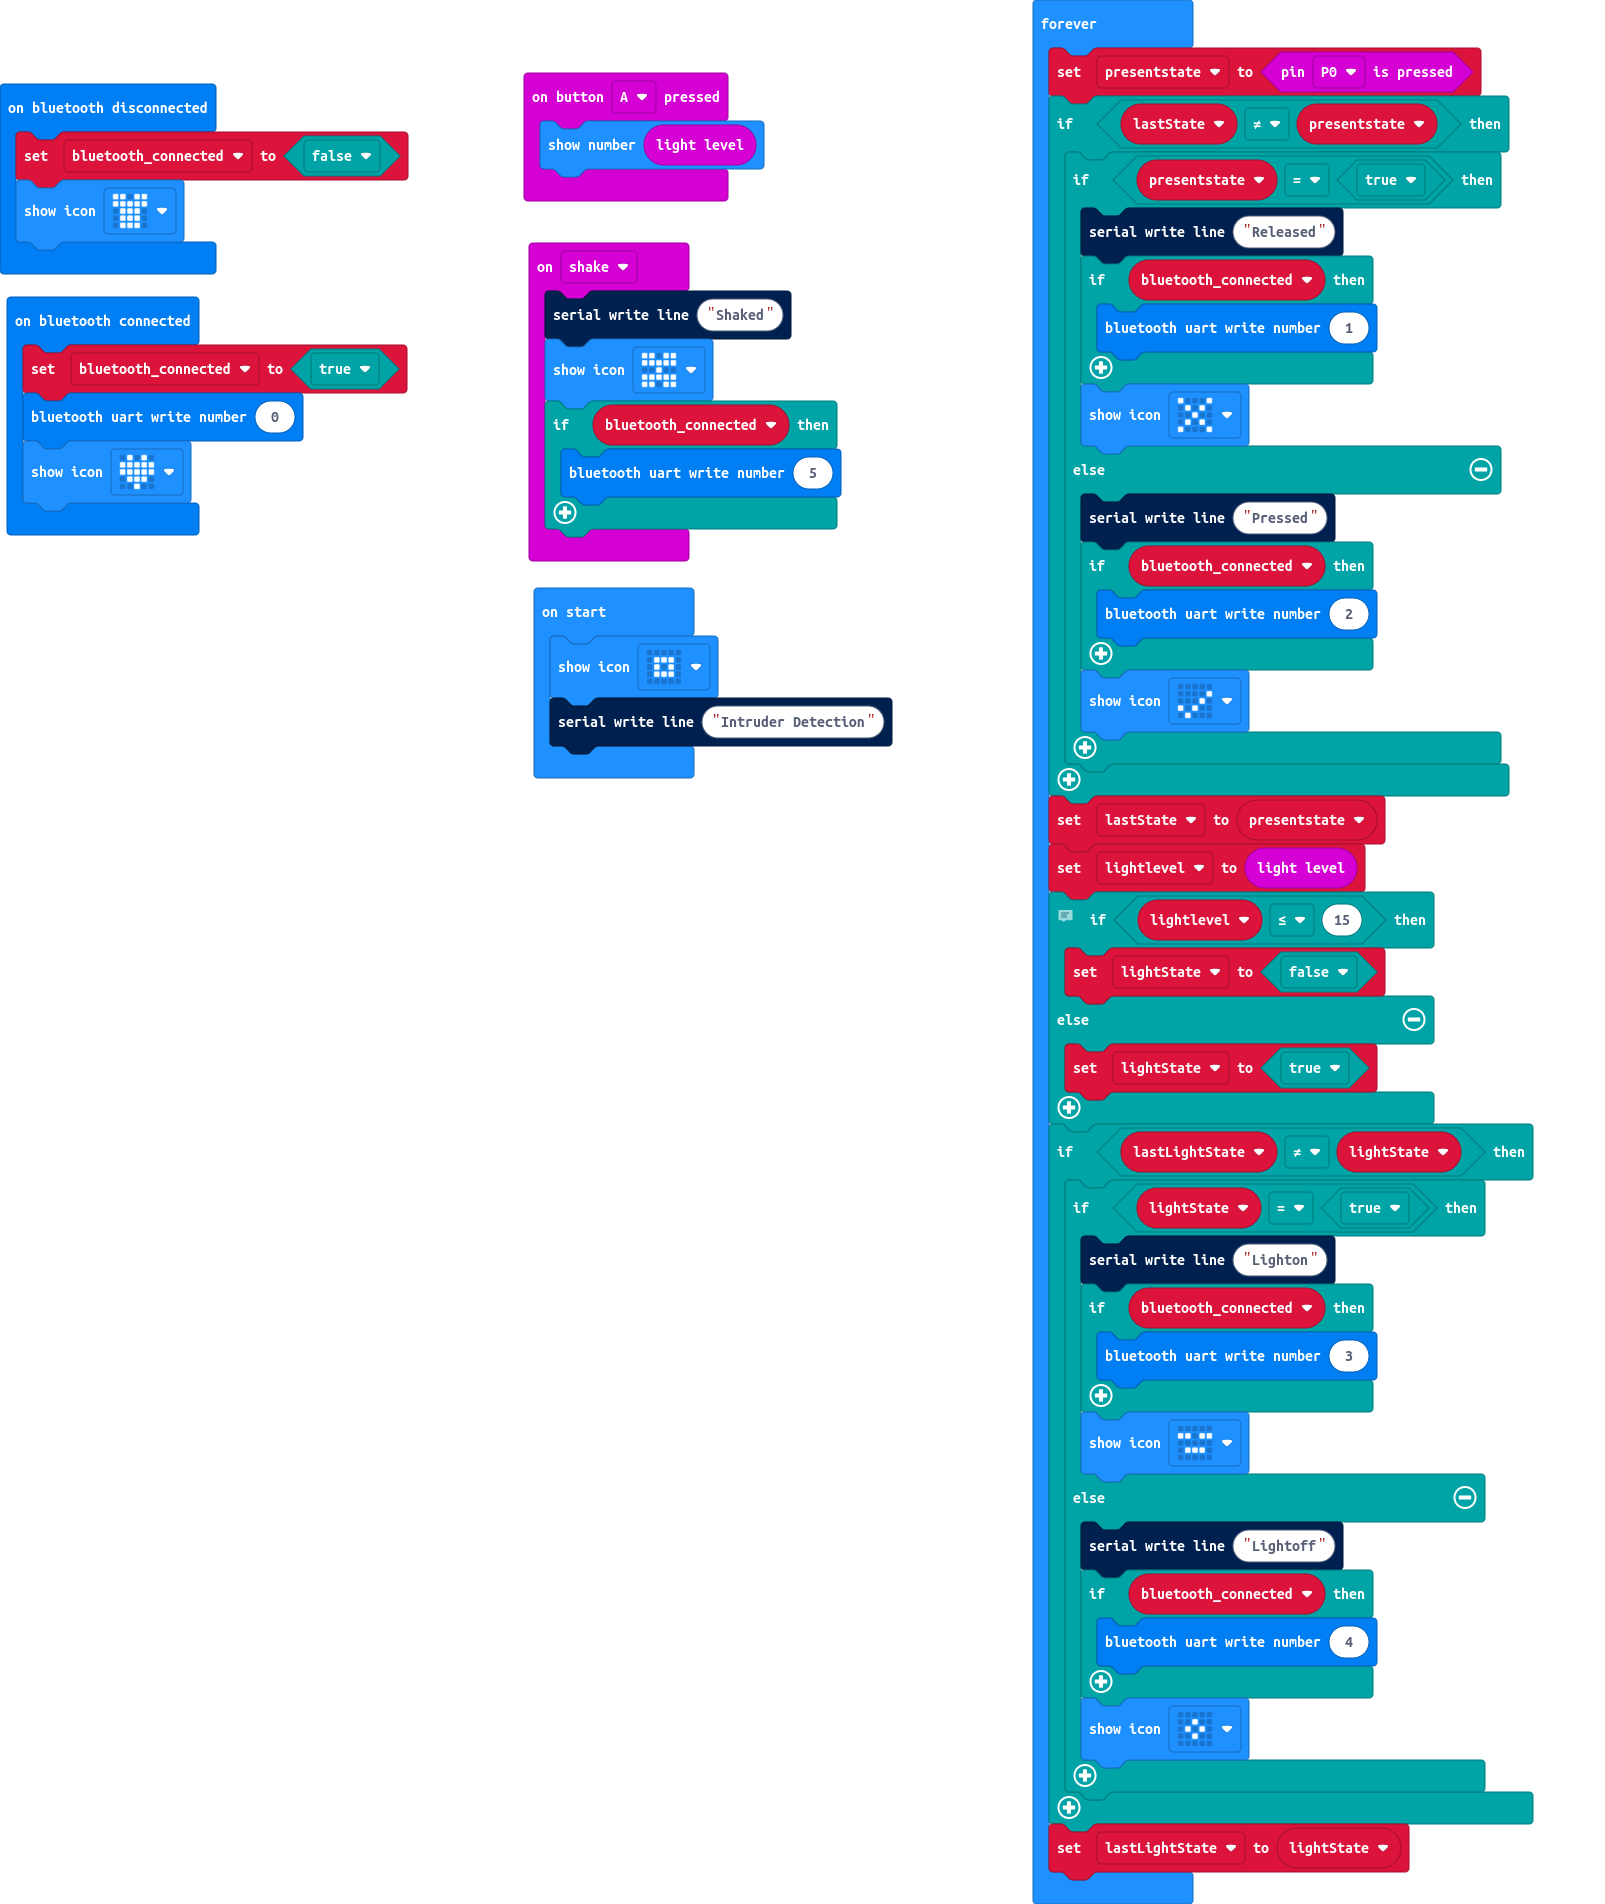 on bluetooth disconnected
set bluetooth_connected to false
show icon
on bluetooth connected
set bluetooth_connected to true
bluetooth uart write number 0
show icon
on button A pressed
show number light level
on shake
serial write line "Shaked"
show icon
if bluetooth_connected then
bluetooth uart write number 5
on start
show icon
serial write line "Intruder Detection"
forever
set presentstate to pin P0 is pressed
if lastState ≠ presentstate then
if presentstate = true then
serial write line "Released"
if bluetooth_connected then
bluetooth uart write number 1
show icon
else
serial write line "Pressed"
if bluetooth_connected then
bluetooth uart write number 2
show icon
set lastState to presentstate
set lightlevel to light level
if lightlevel ≤ 15 then
set lightState to false
else
set lightState to true
if lastLightState ≠ lightState then
if lightState = true then
serial write line "Lighton"
if bluetooth_connected then
bluetooth uart write number 3
show icon
else
serial write line "Lightoff"
if bluetooth_connected then
bluetooth uart write number 4
show icon
set lastLightState to lightState